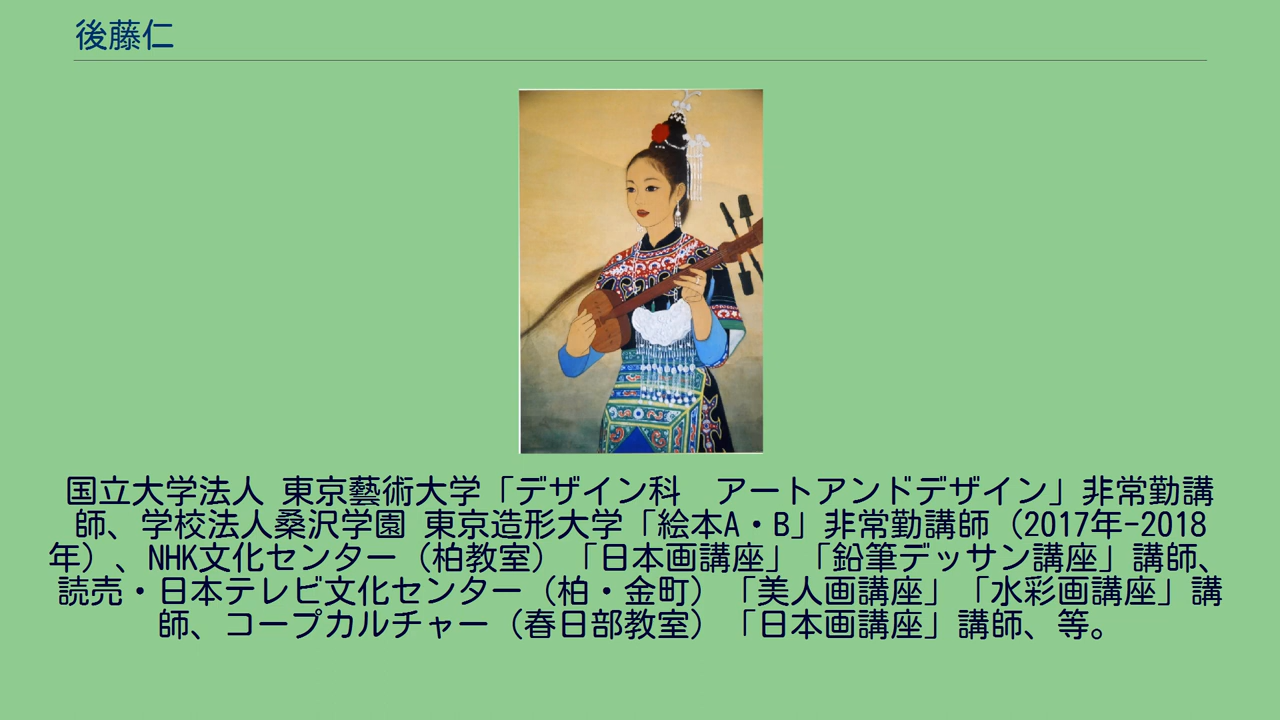 後藤仁
国立大学法人 東京藝術大学「デザイン科　アートアンドデザイン」非常勤講
師、学校法人桑沢学園 東京造形大学「絵本A・B」非常勤講師（2017年-2018
年）、NHK文化センター（柏教室）「日本画講座」「鉛筆デッサン講座」講師、
読売・日本テレビ文化センター（柏・金町）「美人画講座」「水彩画講座」講
師、コープカルチャー（春日部教室）「日本画講座」講師、等。